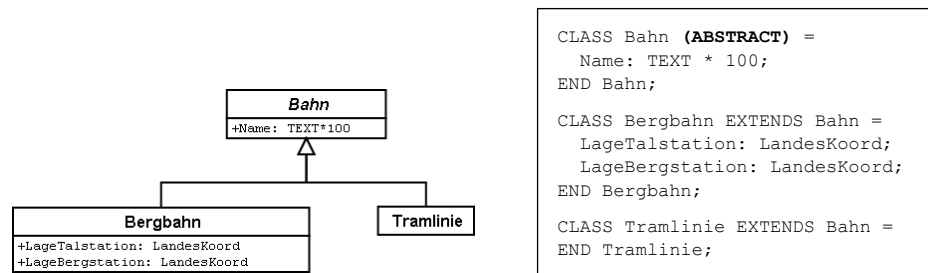 Bahn
+Name: TEXT*100
Bergbahn
+LageTalstation: LandesKoord
+LageBergstation: LandesKoord
Tramlinie
CLASS Bahn (ABSTRACT) =
Name: TEXT * 100;
END Bahn;
CLASS Bergbahn EXTENDS Bahn =
LageTalstation: LandesKoord;
LageBergstation: LandesKoord;
END Bergbahn;
CLASS Tramlinie EXTENDS Bahn =
END Tramlinie;